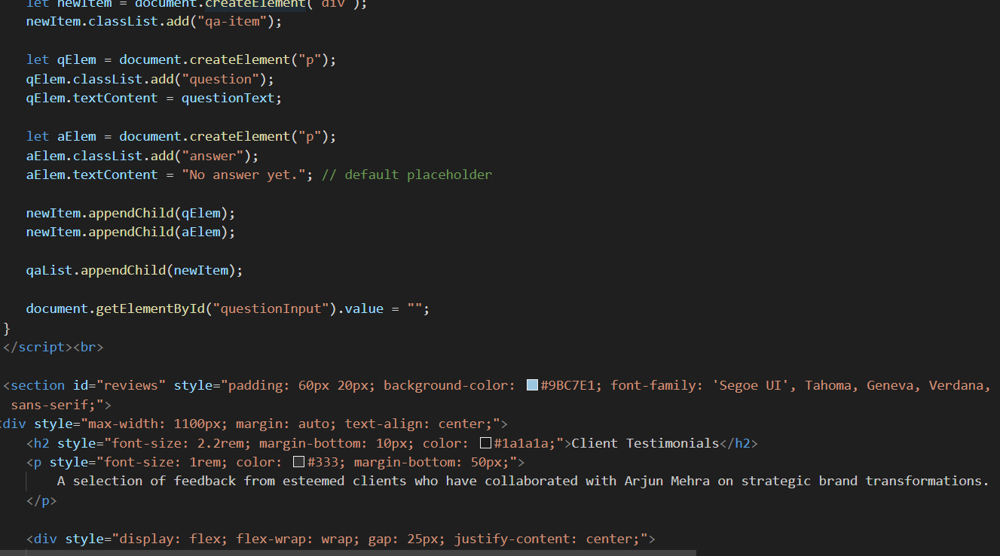 let newItem = document.createElement("div");
newItem.classList.add("qa-item");
let qElem = document.createElement("p");
qElem.classList.add("question");
qElem.textContent = questionText;
let aElem = document.createElement("p");
aElem.classList.add("answer");
aElem.textContent = "No answer yet."; // default placeholder
newItem.appendChild(qElem);
newItem.appendChild(aElem);
qaList.appendChild(newItem);
document.getElementById("questionInput").value = "";
}
</script><br>
<section id="reviews" style="padding: 60px 20px; background-color: #9BC7E1; font-family: 'Segoe UI', Tahoma, Geneva, Verdana,
sans-serif;">
<div style="max-width: 1100px; margin: auto; text-align: center;">
<h2 style="font-size: 2.2rem; margin-bottom: 10px; color: #1a1a1a;">Client Testimonials</h2>
<p style="font-size: 1rem; color: #333; margin-bottom: 50px;">
A selection of feedback from esteemed clients who have collaborated with Arjun Mehra on strategic brand transformations.
</p>
<div style="display: flex; flex-wrap: wrap; gap: 25px; justify-content: center;">